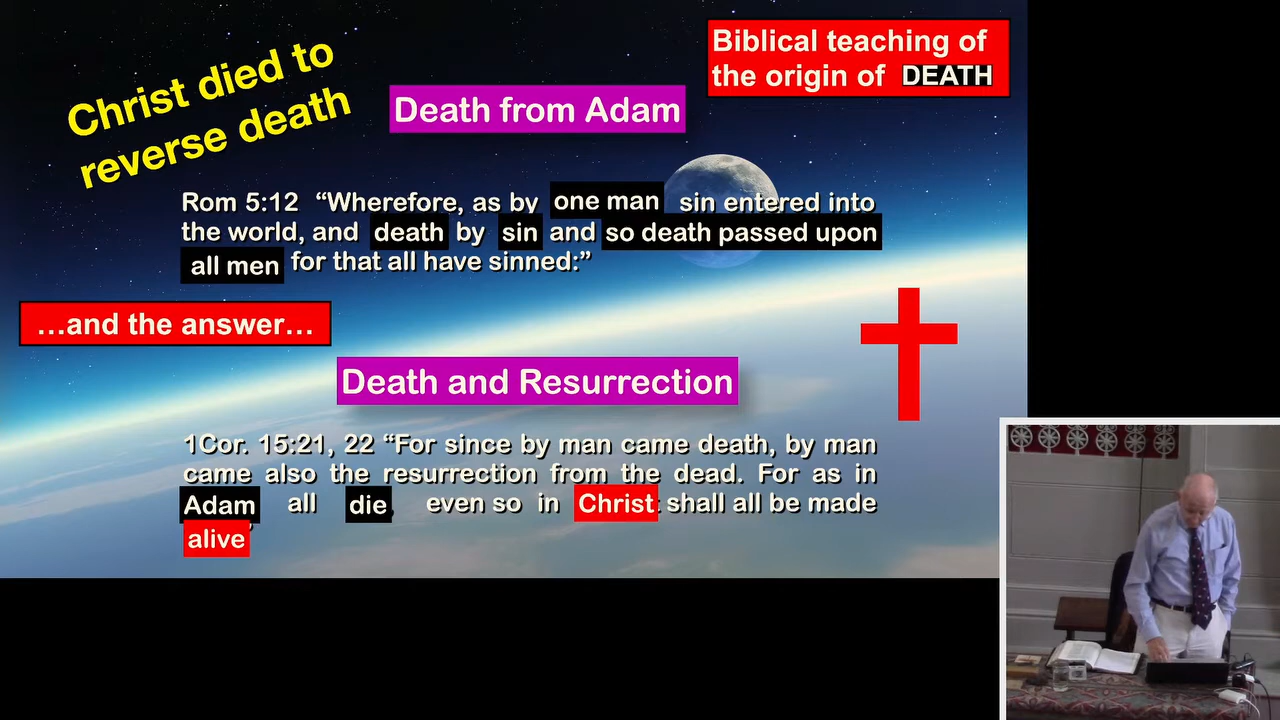 Christ died to
reverse death
Biblical teaching of
the origin of DEATH
Death from Adam
Rom 5:12 “Wherefore, as by one man sin entered into
the world, and death by sin and so death passed upon
all men for that all have sinned:”
…and the answer…
Death and Resurrection
1Cor. 15:21, 22 “For since by man came death, by man
came also the resurrection from the dead. For as in
Adam all die, even so in Christ shall all be made
alive